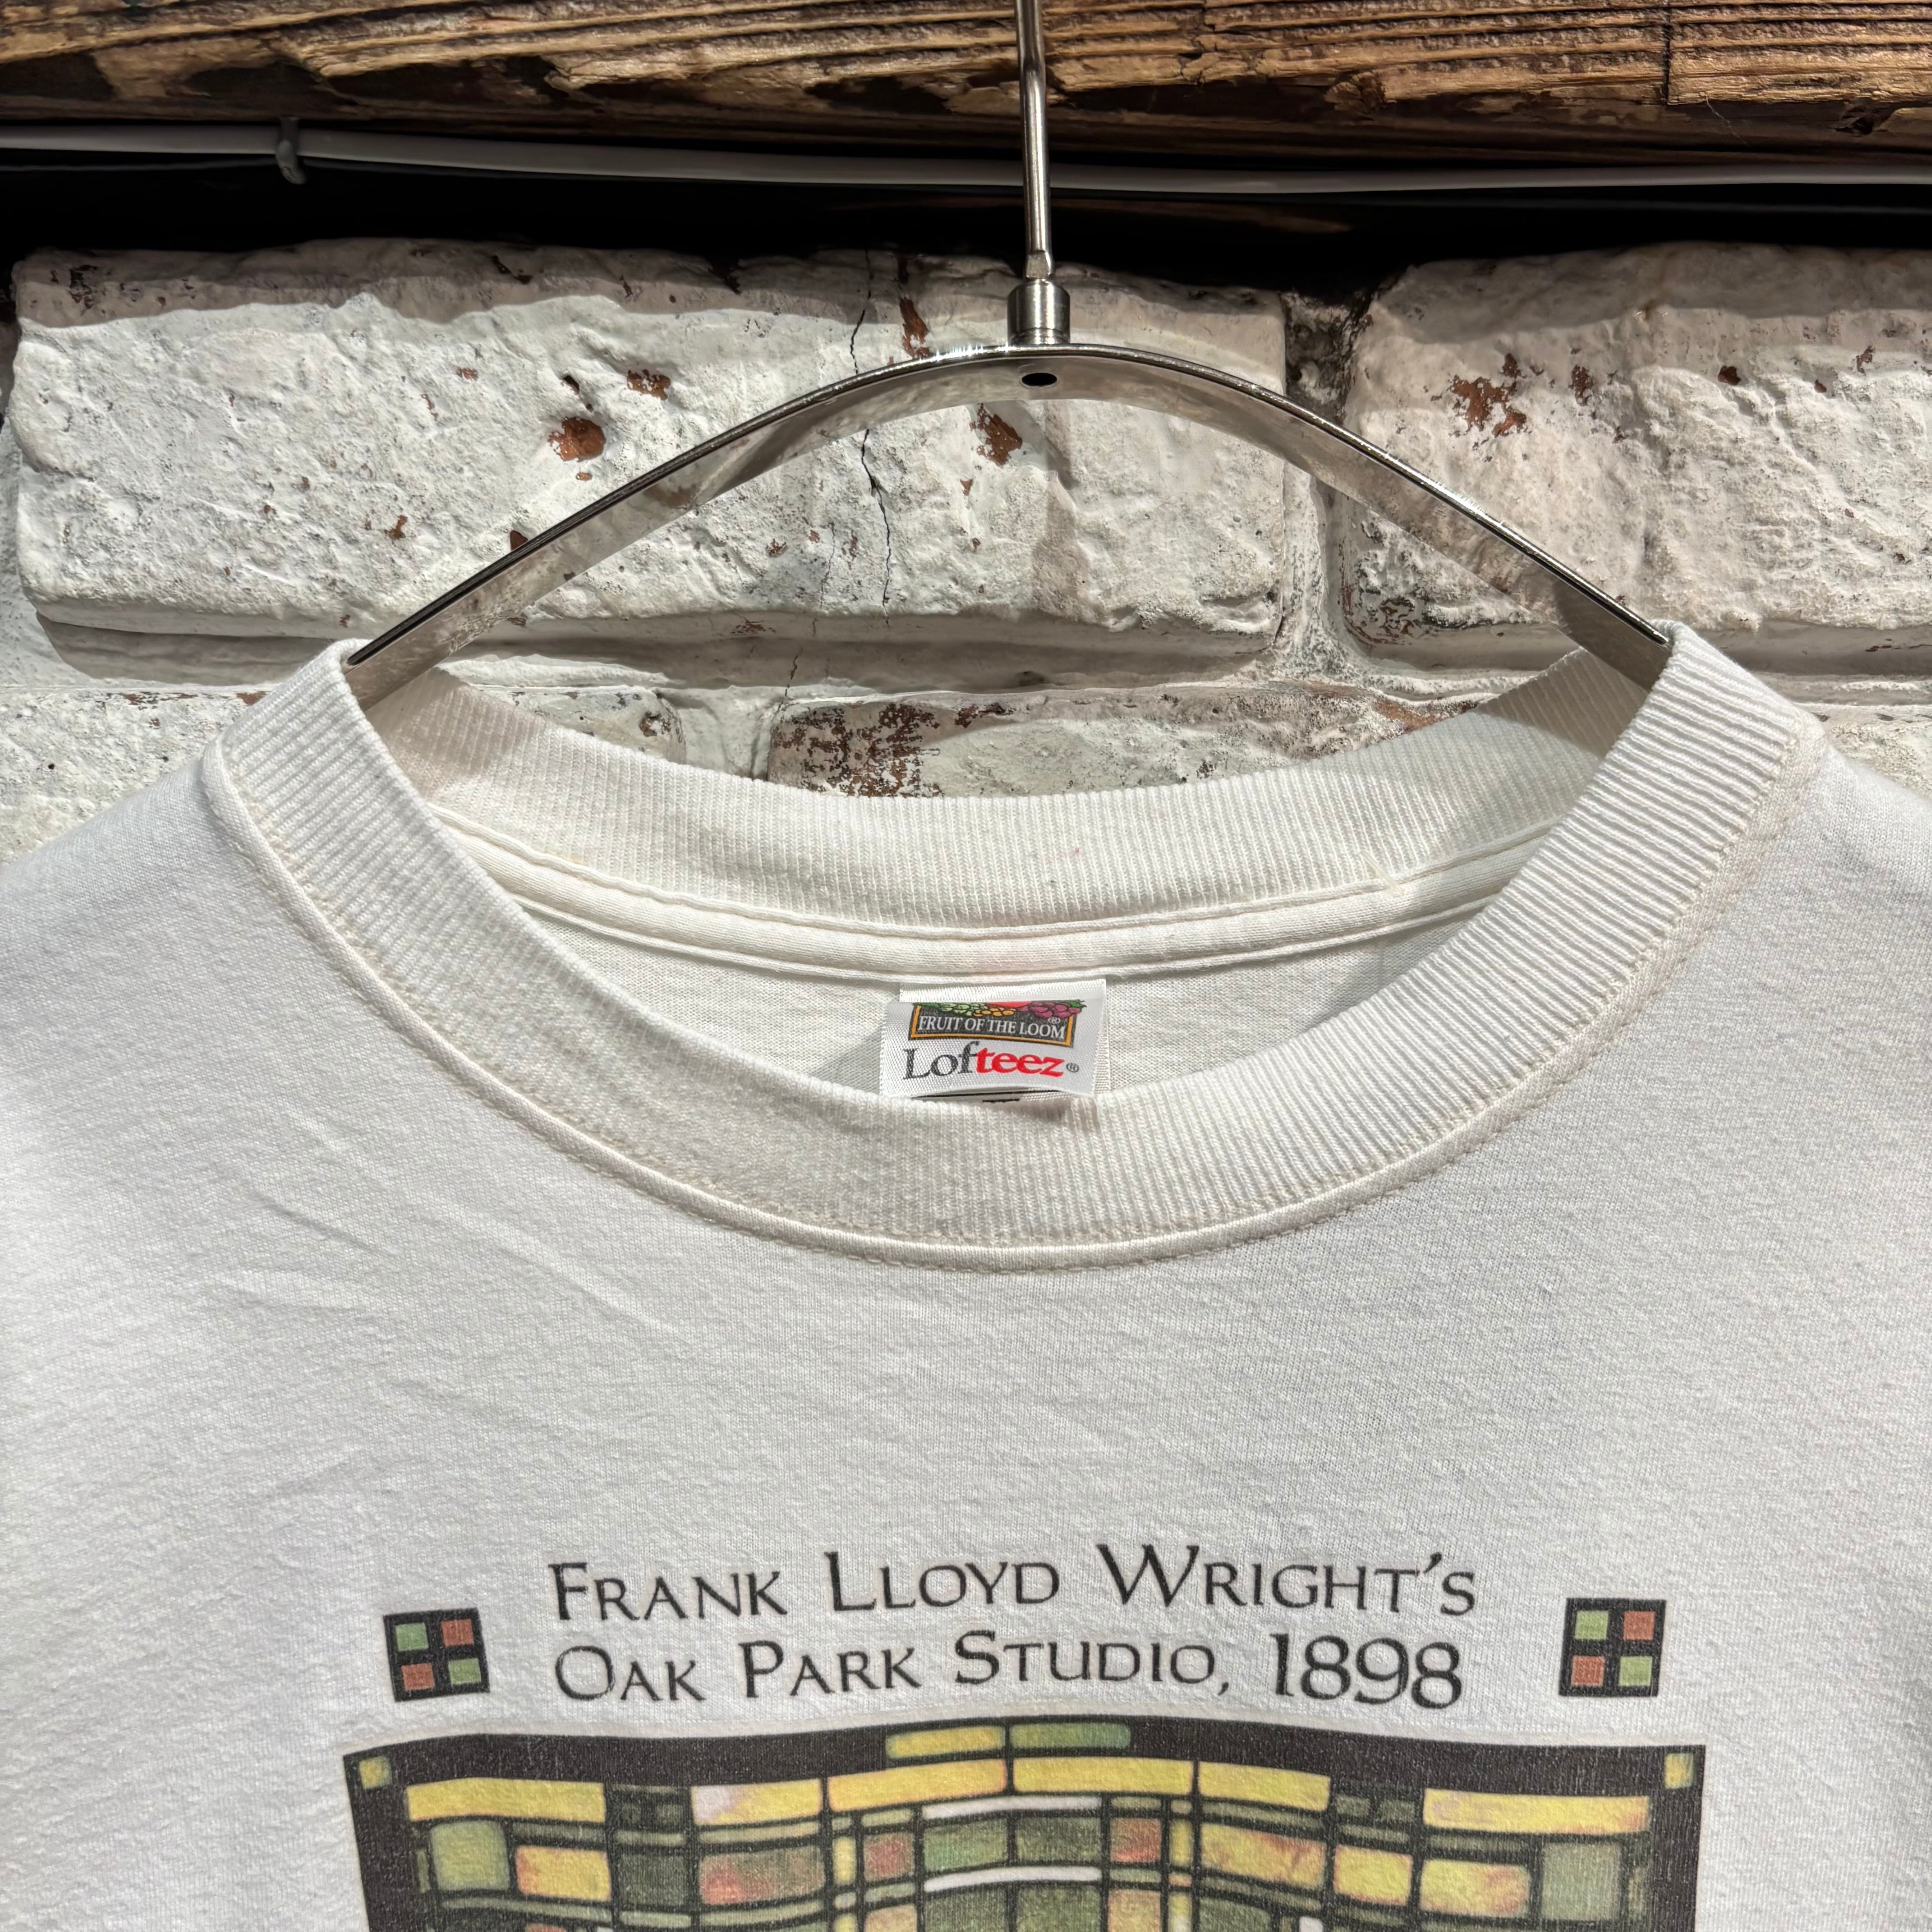 FRUIT OF THE LOOM ®
Lofteez ®
FRANK LLOYD WRIGHT'S
OAK PARK STUDIO, 1898